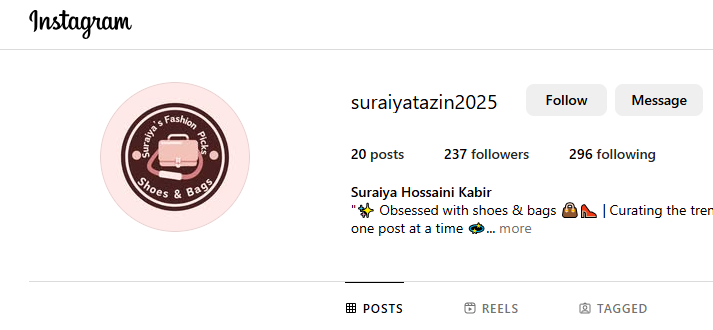 Instagram
suraiyatazin2025 Follow Message
Suraiya's Fashion Picks
Shoes & Bags
20 posts 237 followers 296 following
Suraiya Hossaini Kabir
"✨ Obsessed with shoes & bags 👜👠 | Curating the tren
one post at a time 👁️... more
POSTS REELS TAGGED